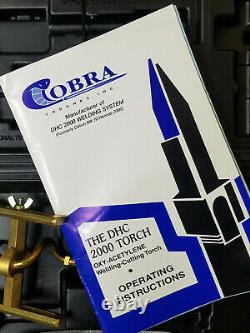 COBRA
TORCHES, INC.
Manufacturer of
DHC 2000 WELDING SYSTEM
THE DHC
2000 TORCH
OXY-ACETYLENE
Welding-Cutting Torch
OPERATING
INSTRUCTIONS